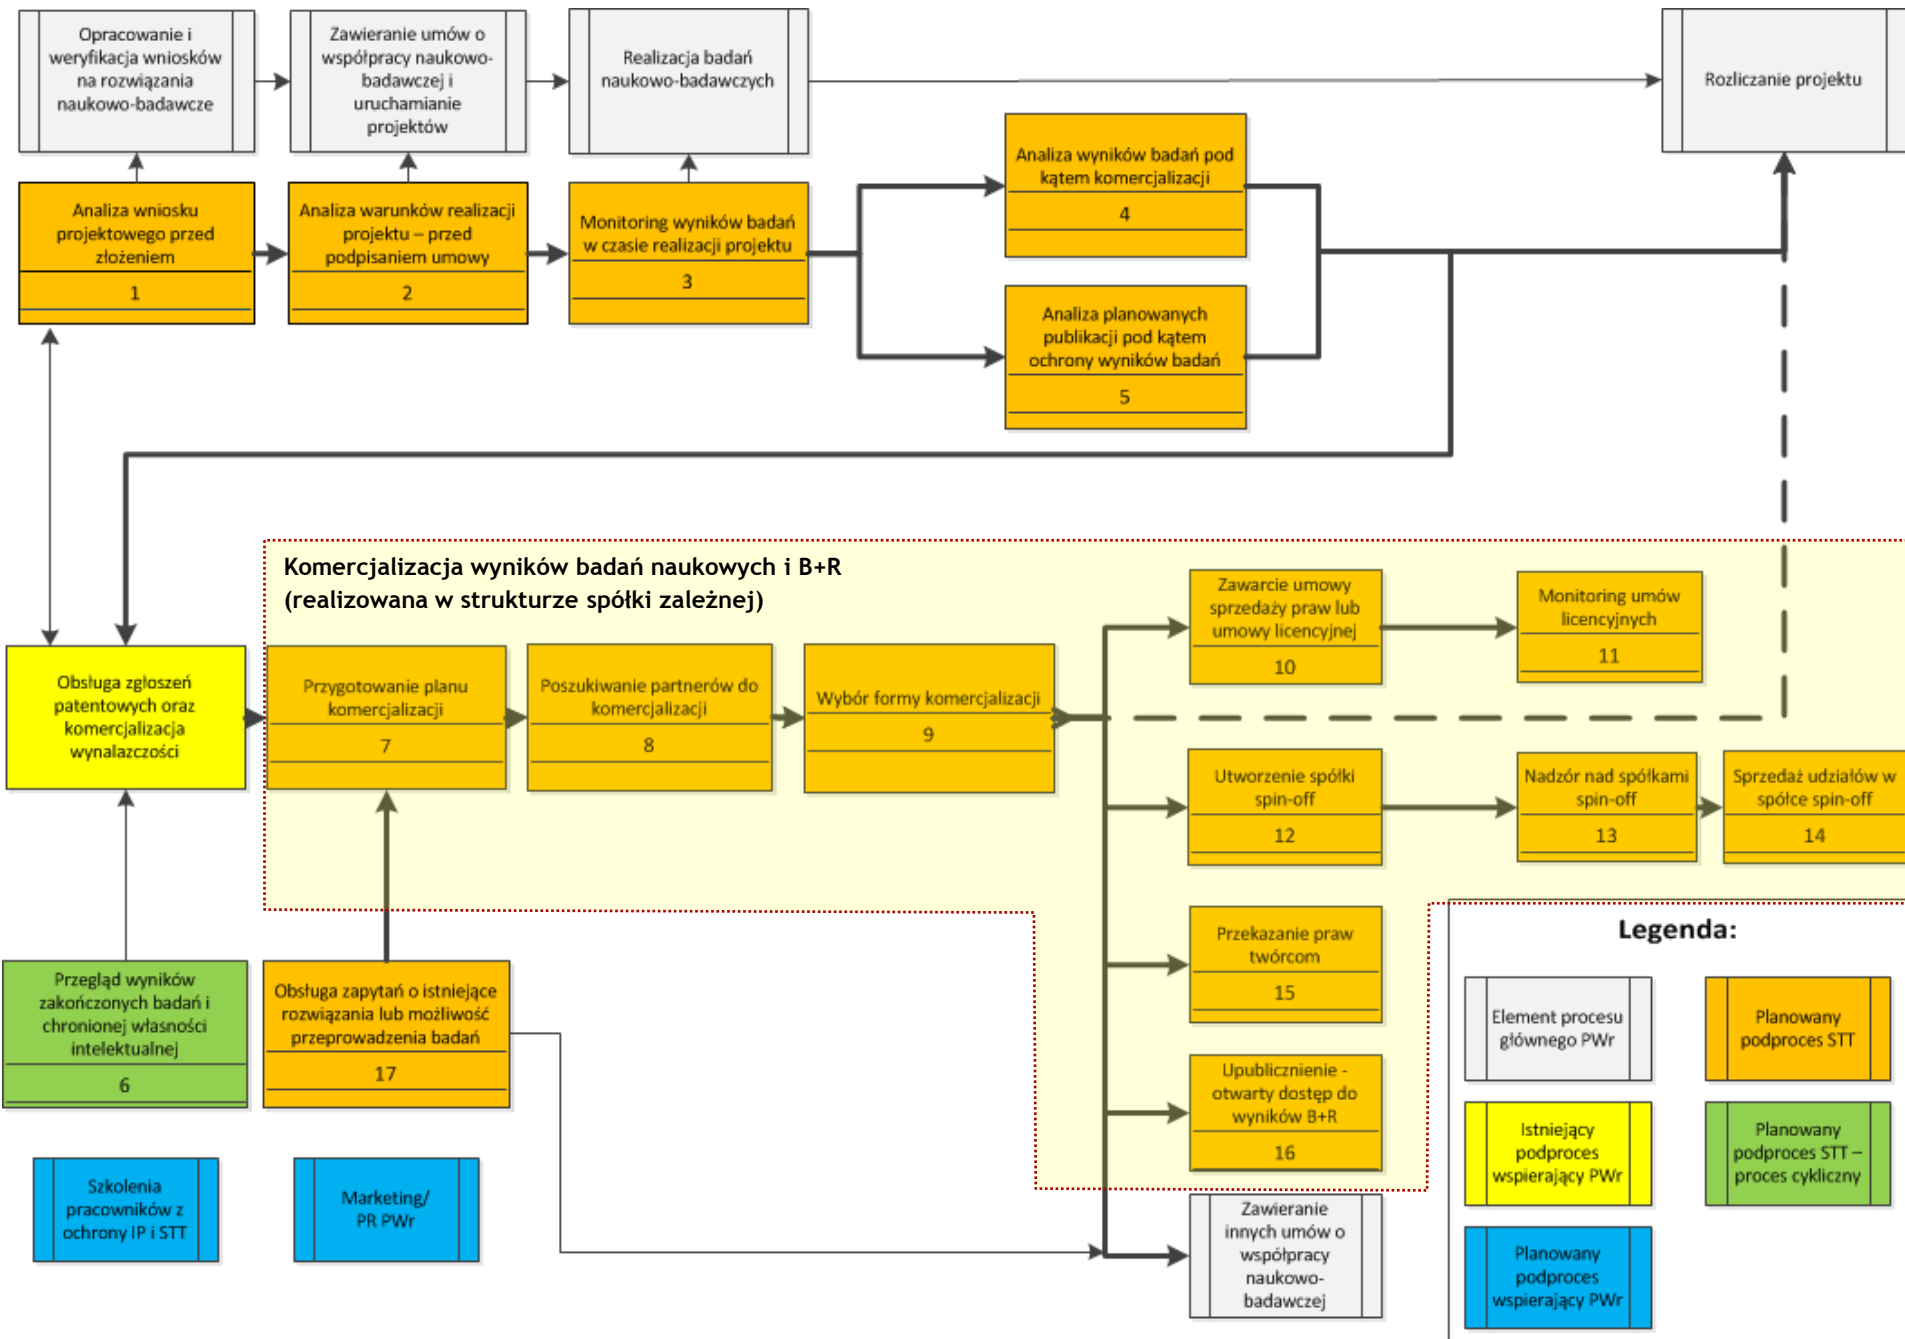 Opracowanie i
weryfikacja wniosków
na rozwiązania
naukowo-badawcze
Zawieranie umów o
współpracy naukowo-
badawczej i
uruchamianie
projektów
Realizacja badań
naukowo-badawczych
Rozliczanie projektu
Analiza wniosku
projektowego przed
złożeniem
1
Analiza warunków realizacji
projektu – przed
podpisaniem umowy
2
Monitoring wyników badań
w czasie realizacji projektu
3
Analiza wyników badań pod
kątem komercjalizacji
4
Analiza planowanych
publikacji pod kątem
ochrony wyników badań
5
Komercjalizacja wyników badań naukowych i B+R
(realizowana w strukturze spółki zależnej)
Obsługa zgłoszeń
patentowych oraz
komercjalizacja
wynalazczości
Przygotowanie planu
komercjalizacji
7
Poszukiwanie partnerów do
komercjalizacji
8
Wybór formy komercjalizacji
9
Zawarcie umowy
sprzedaży praw lub
umowy licencyjnej
10
Monitoring umów
licencyjnych
11
Utworzenie spółki
spin-off
12
Nadzór nad spółkami
spin-off
13
Sprzedaż udziałów w
spółce spin-off
14
Przekazanie praw
twórcom
15
Upublicznienie -
otwarty dostęp do
wyników B+R
16
Zawieranie
innych umów o
współpracy
naukowo-
badawczej
Przegląd wyników
zakończonych badań i
chronionej własności
intelektualnej
6
Obsługa zapytań o istniejące
rozwiązania lub możliwość
przeprowadzenia badań
17
Szkolenia
pracowników z
ochrony IP i STT
Marketing/
PR PWr
Legenda:
Element procesu
głównego PWr
Planowany
podproces STT
Istniejący
podproces
wspierający PWr
Planowany
podproces STT –
proces cykliczny
Planowany
podproces
wspierający PWr